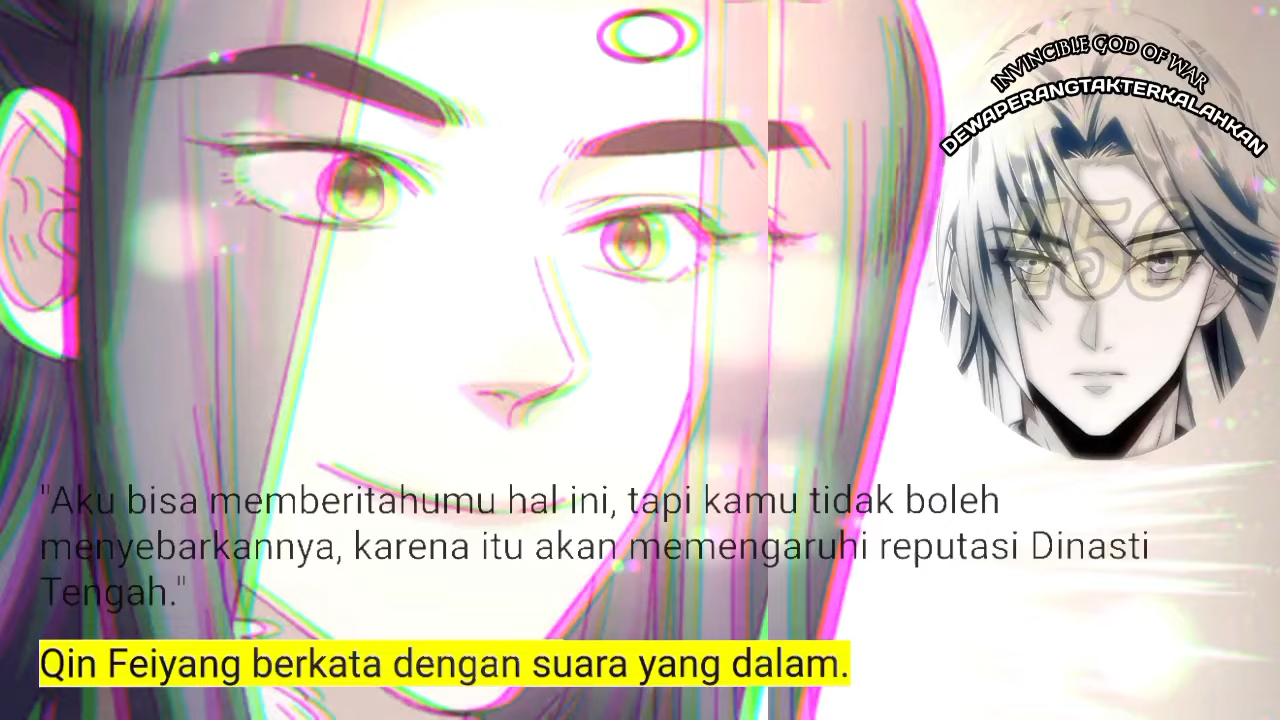 INVINCIBLE GOD OF WAR
DEWAPERANGTAKTERKALAHKAN
"Aku bisa memberitahumu hal ini, tapi kamu tidak boleh
menyebarkannya, karena itu akan memengaruhi reputasi Dinasti
Tengah."
Qin Feiyang berkata dengan suara yang dalam.